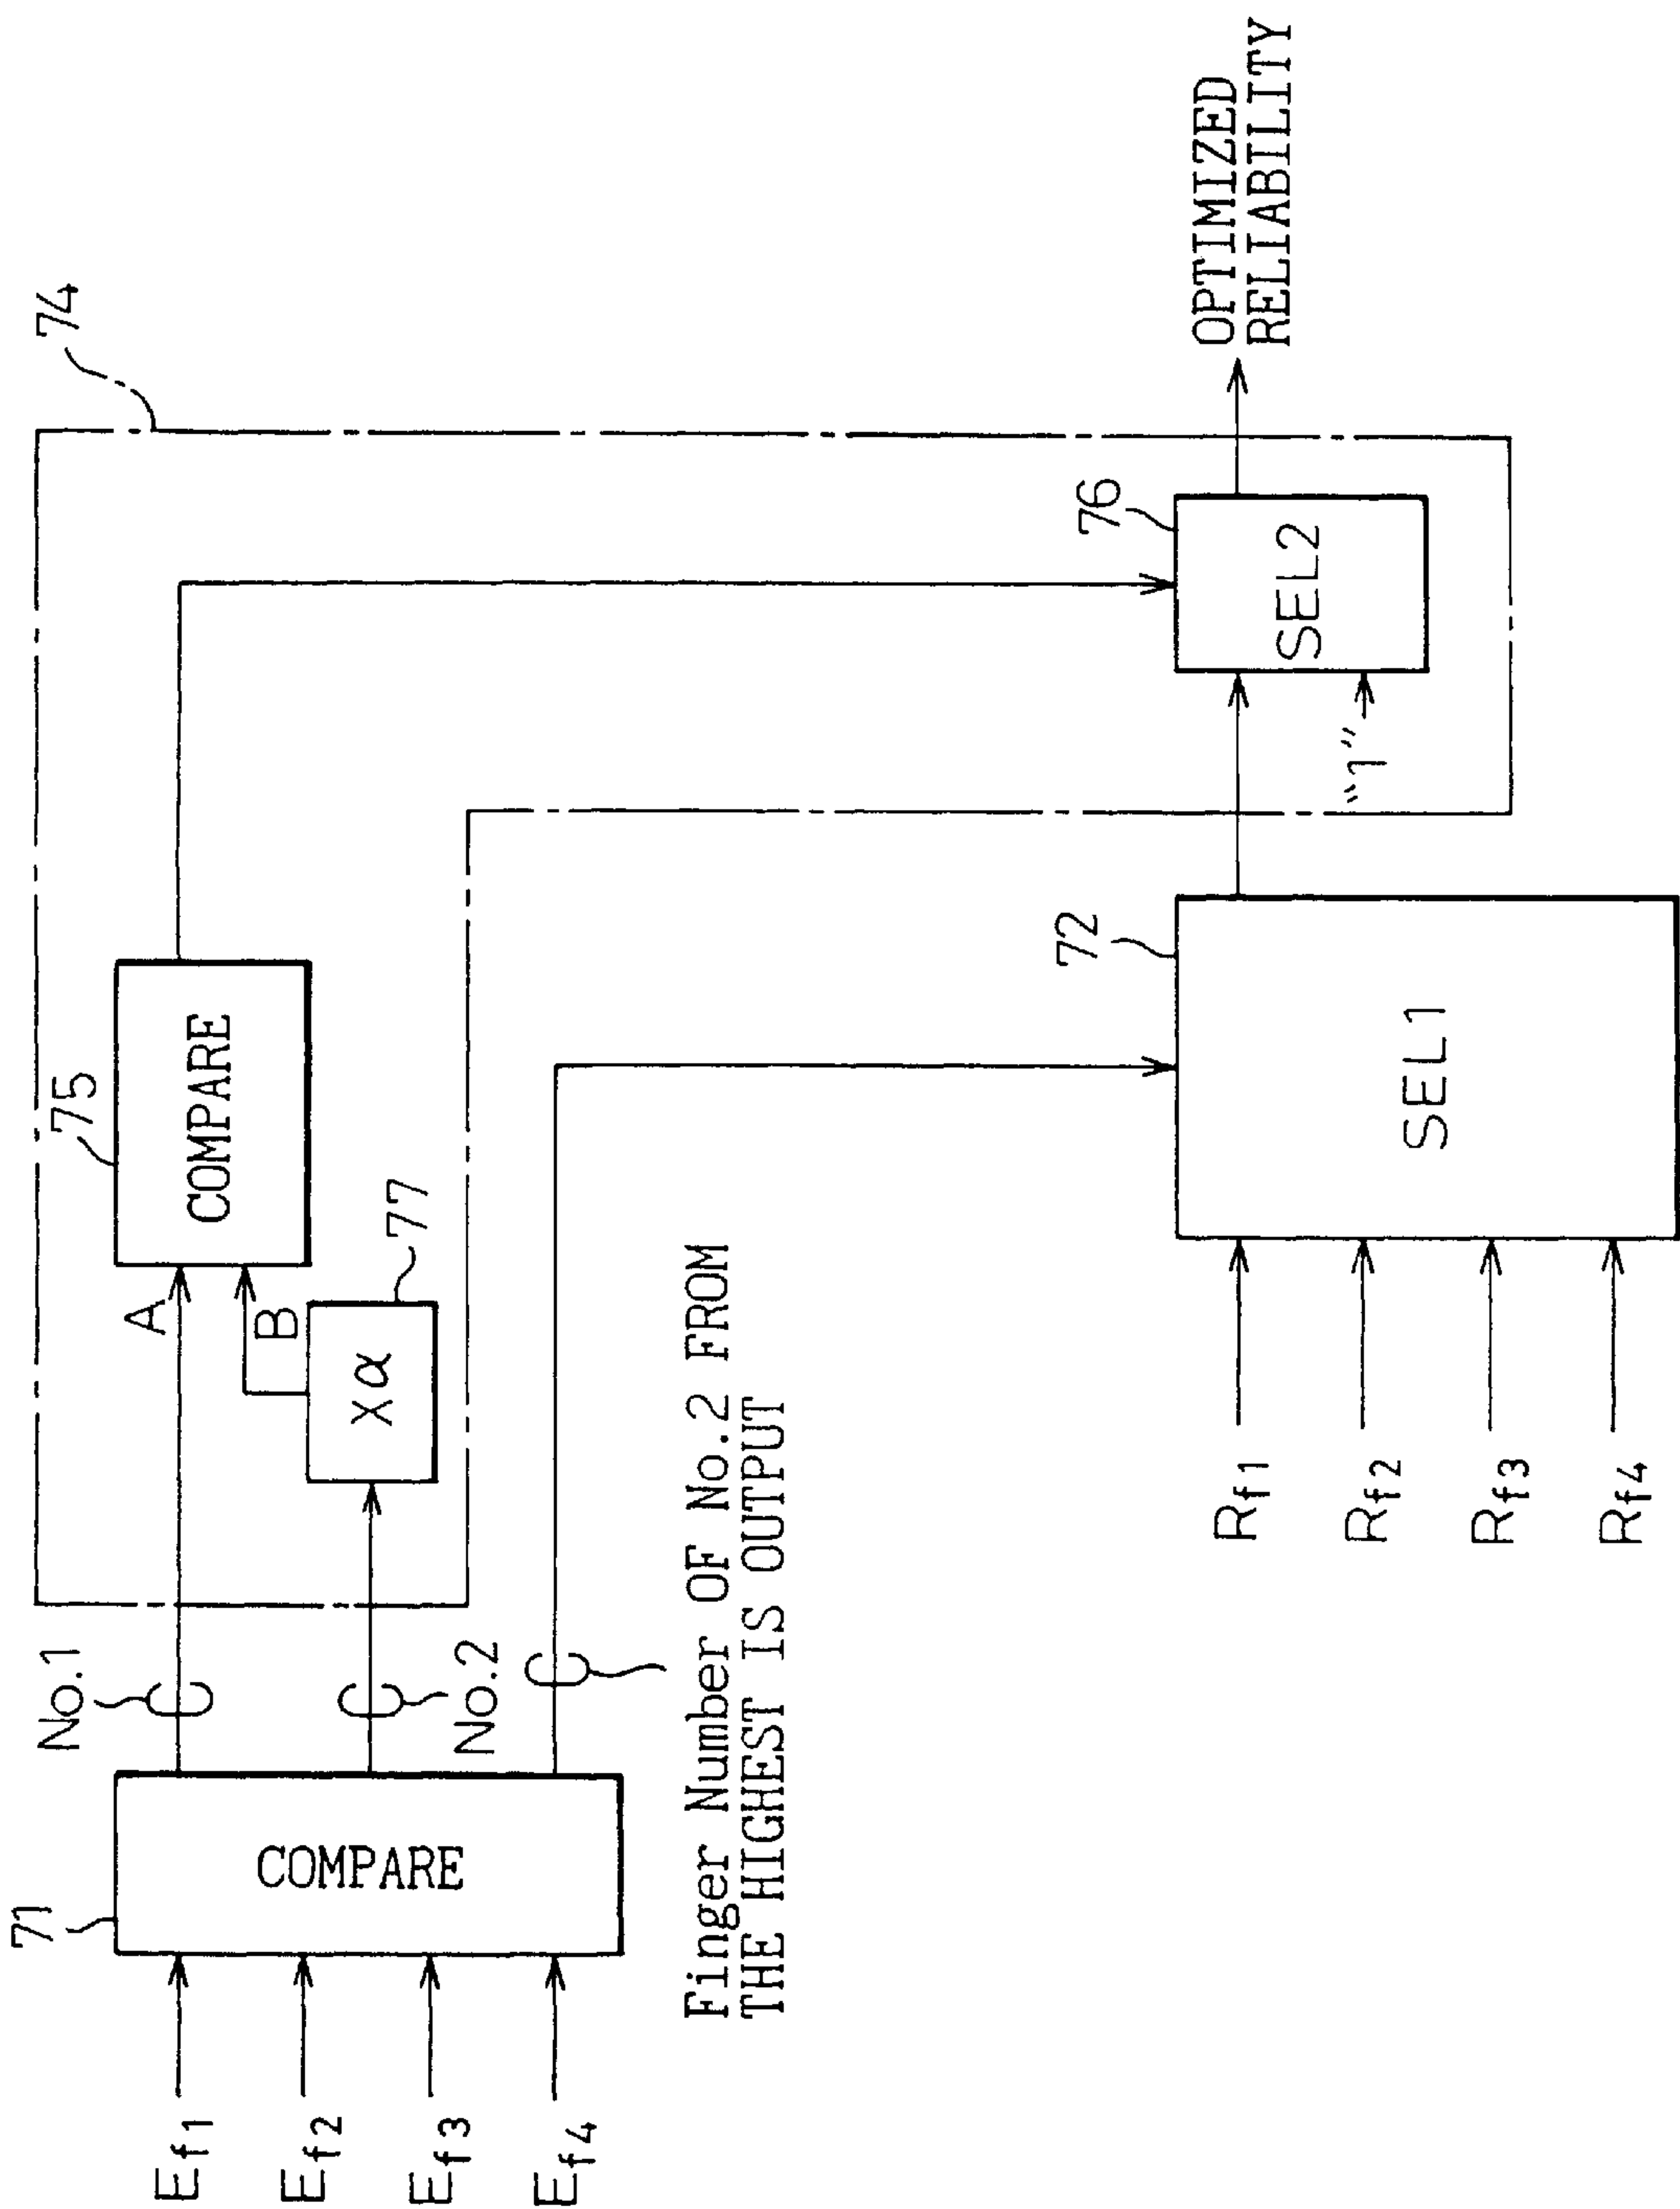 74
75
COMPARE
A
B
77
Xα
No.1
No.2
71
COMPARE
Ef1
Ef2
Ef3
Ef4
Finger Number OF No.2 FROM
THE HIGHEST IS OUTPUT
72
SEL1
Rf1
Rf2
Rf3
Rf4
76
SEL2
"1"
OPTIMIZED
RELIABILITY